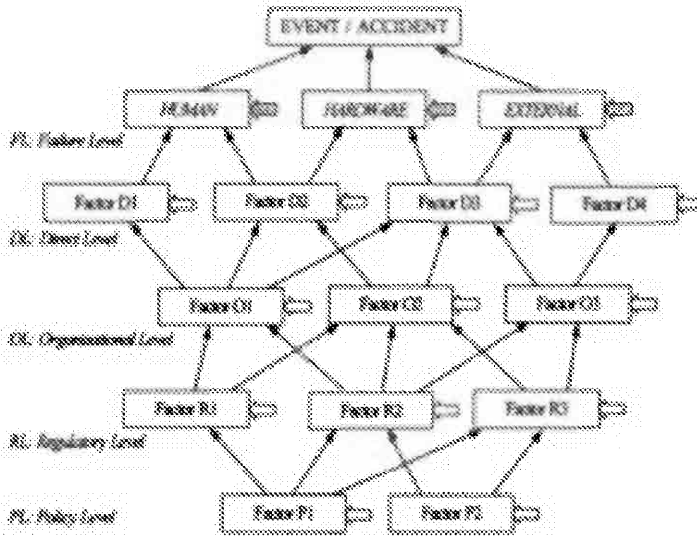 EVENT / ACCIDENT
HUMAN HARDWARE EXTERNAL
FL: Failure Level
Factor D1 Factor D2 Factor D3 Factor D4
DL: Direct Level
Factor O1 Factor O2 Factor O3
OL: Organisational Level
Factor R1 Factor R2 Factor R3
RL: Regulatory Level
Factor P1 Factor P2
PL: Policy Level